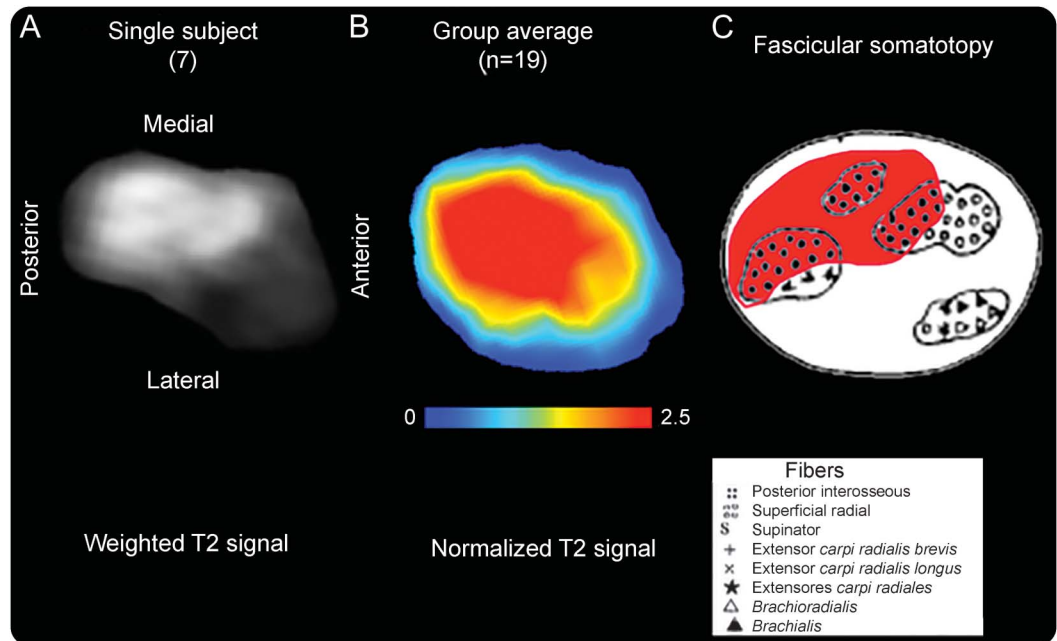 A
Single subject
(7)
B
Group average
(n=19)
C
Fascicular somatotopy
Medial
Posterior
Anterior
Lateral
0
2.5
Weighted T2 signal
Normalized T2 signal
Fibers
Posterior interosseous
Superficial radial
S Supinator
+ Extensor carpi radialis brevis
× Extensor carpi radialis longus
★ Extensores carpi radiales
△ Brachioradialis
▲ Brachialis